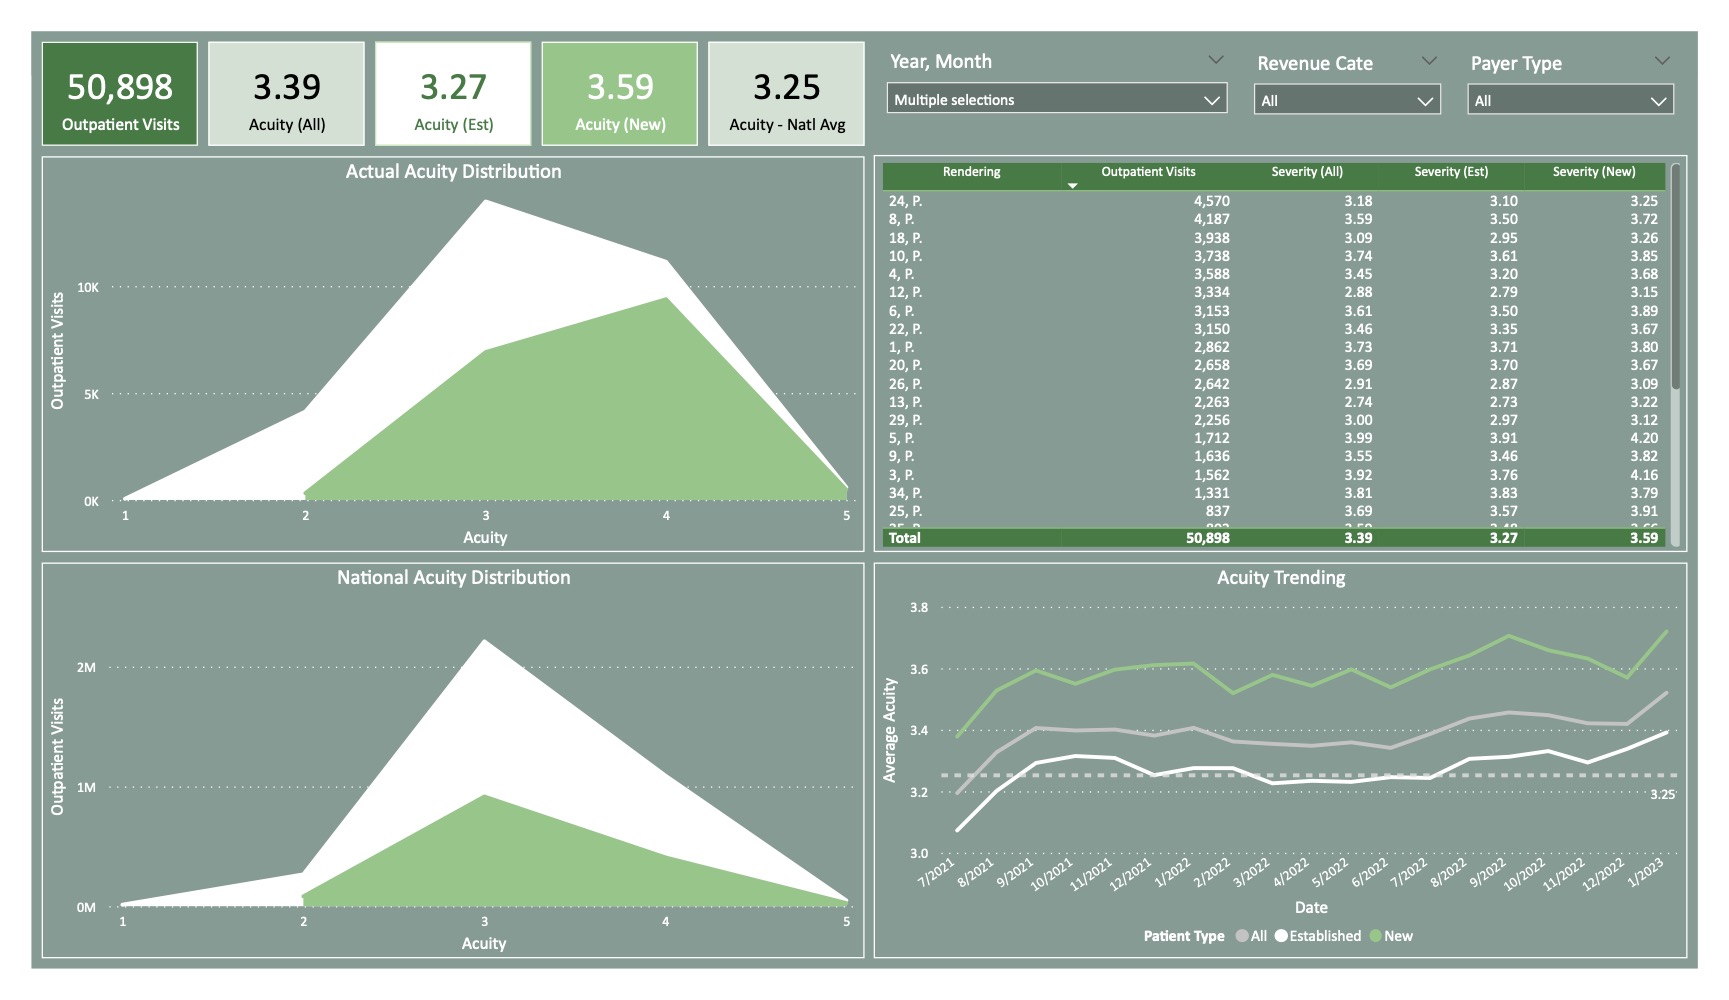 50,898
Outpatient Visits
3.39
Acuity (All)
3.27
Acuity (Est)
3.59
Acuity (New)
3.25
Acuity - Natl Avg
Year, Month
Multiple selections
Revenue Cate
All
Payer Type
All
Actual Acuity Distribution
Outpatient Visits
10K
5K
0K
1 2 3 4 5
Acuity
Rendering Outpatient Visits Severity (All) Severity (Est) Severity (New)
24, P. 4,570 3.18 3.10 3.25
8, P. 4,187 3.59 3.50 3.72
18, P. 3,938 3.09 2.95 3.26
10, P. 3,738 3.74 3.61 3.85
4, P. 3,588 3.45 3.20 3.68
12, P. 3,334 2.88 2.79 3.15
6, P. 3,153 3.61 3.50 3.89
22, P. 3,150 3.46 3.35 3.67
1, P. 2,862 3.73 3.71 3.80
20, P. 2,658 3.69 3.70 3.67
26, P. 2,642 2.91 2.87 3.09
13, P. 2,263 2.74 2.73 3.22
29, P. 2,256 3.00 2.97 3.12
5, P. 1,712 3.99 3.91 4.20
9, P. 1,636 3.55 3.46 3.82
3, P. 1,562 3.92 3.76 4.16
34, P. 1,331 3.81 3.83 3.79
25, P. 837 3.69 3.57 3.91
Total 50,898 3.39 3.27 3.59
National Acuity Distribution
Outpatient Visits
2M
1M
0M
1 2 3 4 5
Acuity
Acuity Trending
Average Acuity
3.8
3.6
3.4
3.2
3.0
3.25
7/2021 8/2021 9/2021 10/2021 11/2021 12/2021 1/2022 2/2022 3/2022 4/2022 5/2022 6/2022 7/2022 8/2022 9/2022 10/2022 11/2022 12/2022 1/2023
Date
Patient Type All Established New